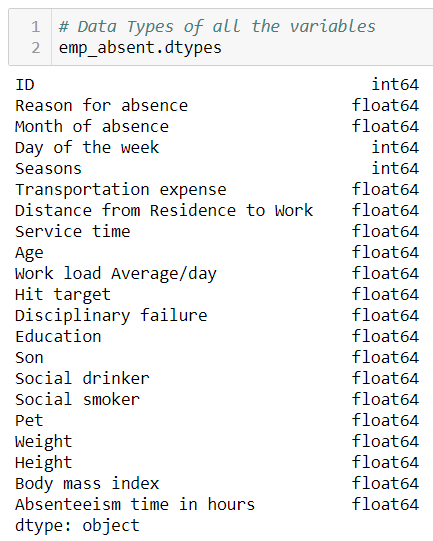 1 # Data Types of all the variables
2 emp_absent.dtypes
ID int64
Reason for absence float64
Month of absence float64
Day of the week int64
Seasons int64
Transportation expense float64
Distance from Residence to Work float64
Service time float64
Age float64
Work load Average/day float64
Hit target float64
Disciplinary failure float64
Education float64
Son float64
Social drinker float64
Social smoker float64
Pet float64
Weight float64
Height float64
Body mass index float64
Absenteeism time in hours float64
dtype: object